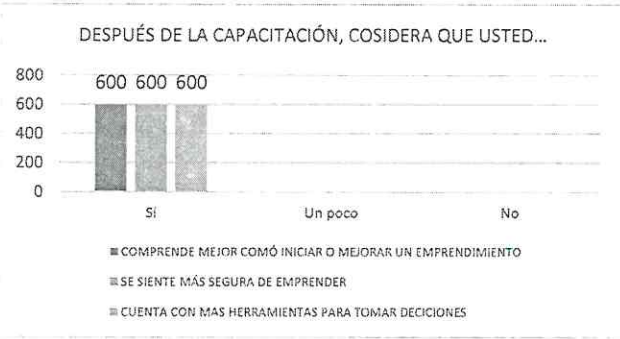 DESPUÉS DE LA CAPACITACIÓN, COSIDERA QUE USTED...
800
600 600 600
600
400
200
0
Sí Un poco No
COMPRENDE MEJOR COMÓ INICIAR O MEJORAR UN EMPRENDIMIENTO
SE SIENTE MÁS SEGURA DE EMPRENDER
CUENTA CON MAS HERRAMIENTAS PARA TOMAR DECICIONES